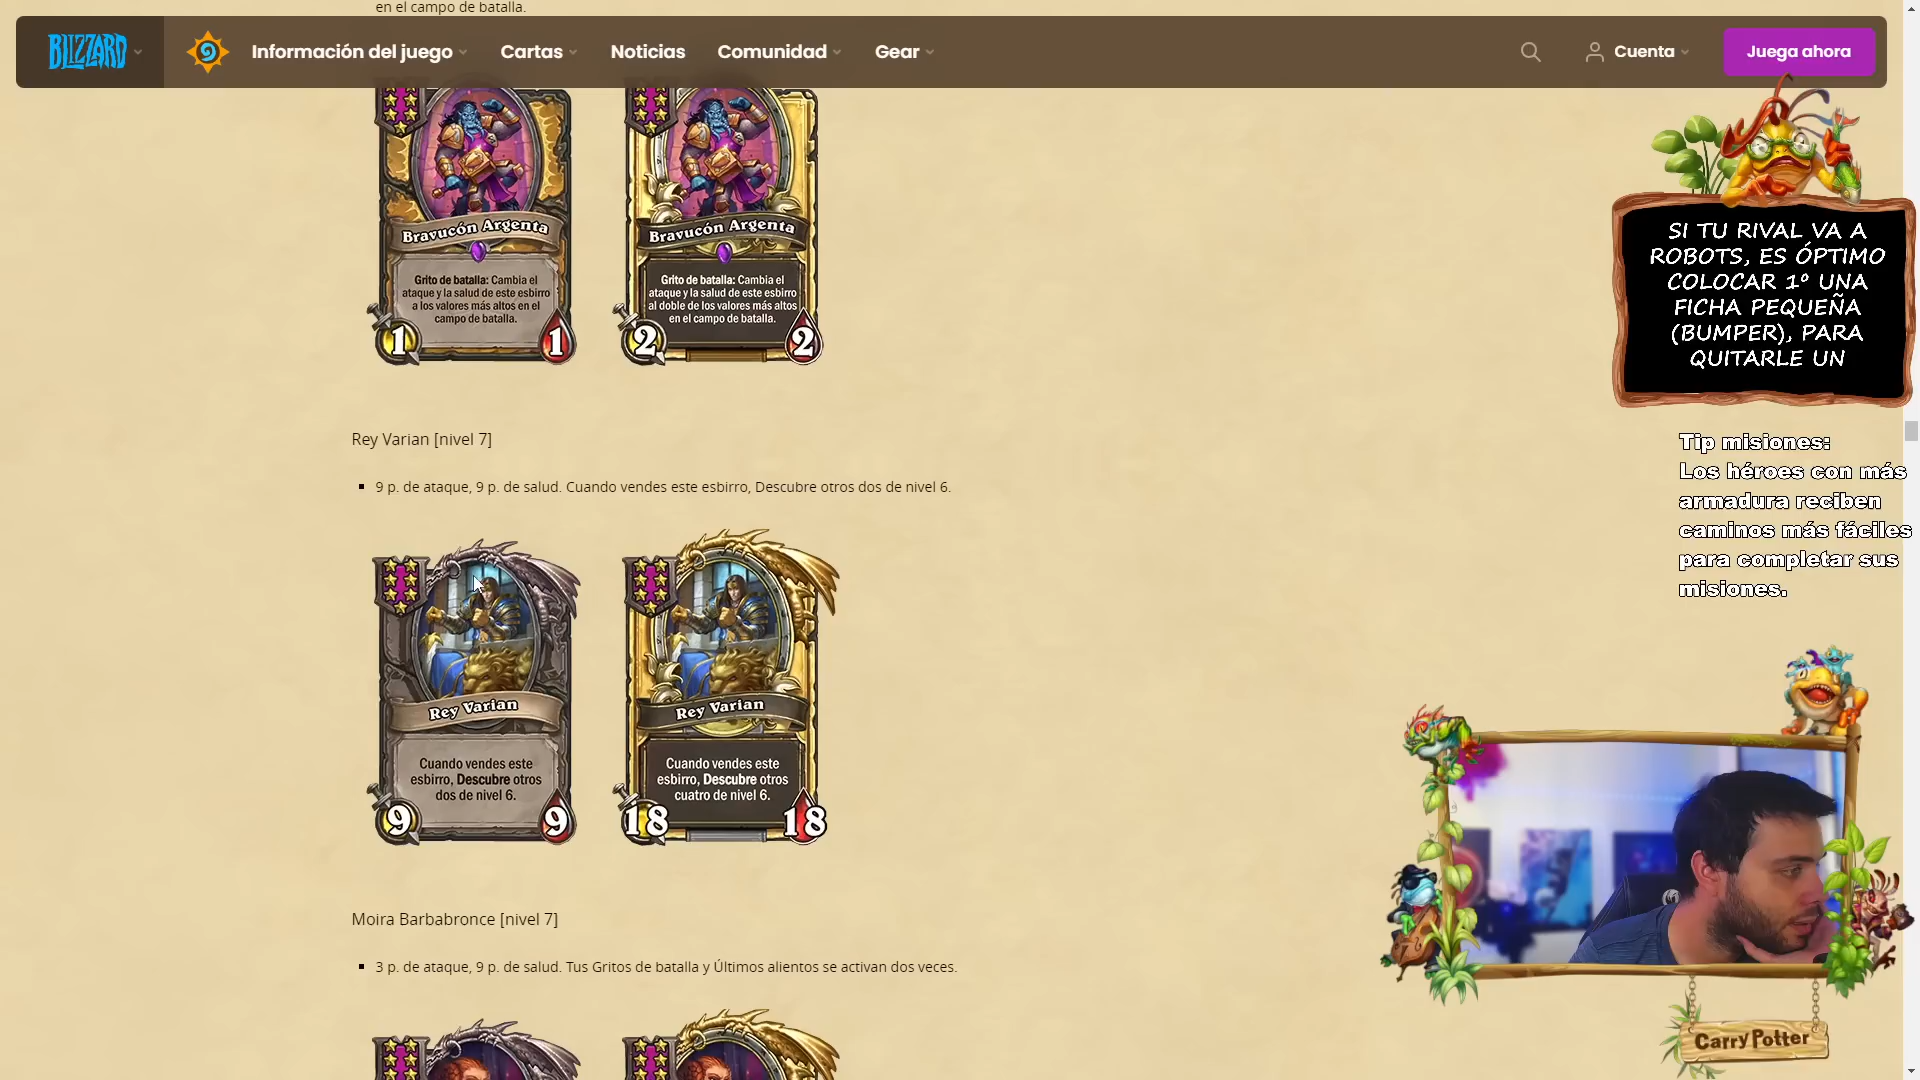 en el campo de batalla.
BLIZZARD
Información del juego
Cartas
Noticias
Comunidad
Gear
Cuenta
Juega ahora
Bravucón Argenta
Grito de batalla: Cambia el
ataque y la salud de este esbirro
a los valores más altos en el
campo de batalla.
1
1
Bravucón Argenta
Grito de batalla: Cambia el
ataque y la salud de este esbirro
al doble de los valores más altos
en el campo de batalla.
2
2
Rey Varian [nivel 7]
9 p. de ataque, 9 p. de salud. Cuando vendes este esbirro, Descubre otros dos de nivel 6.
Rey Varian
Cuando vendes este
esbirro, Descubre otros
dos de nivel 6.
9
9
Rey Varian
Cuando vendes este
esbirro, Descubre otros
cuatro de nivel 6.
18
18
Moira Barbabronce [nivel 7]
3 p. de ataque, 9 p. de salud. Tus Gritos de batalla y Últimos alientos se activan dos veces.
SI TU RIVAL VA A
ROBOTS, ES ÓPTIMO
COLOCAR 1º UNA
FICHA PEQUEÑA
(BUMPER), PARA
QUITARLE UN
Tip misiones:
Los héroes con más
armadura reciben
caminos más fáciles
para completar sus
misiones.
CarryPotter